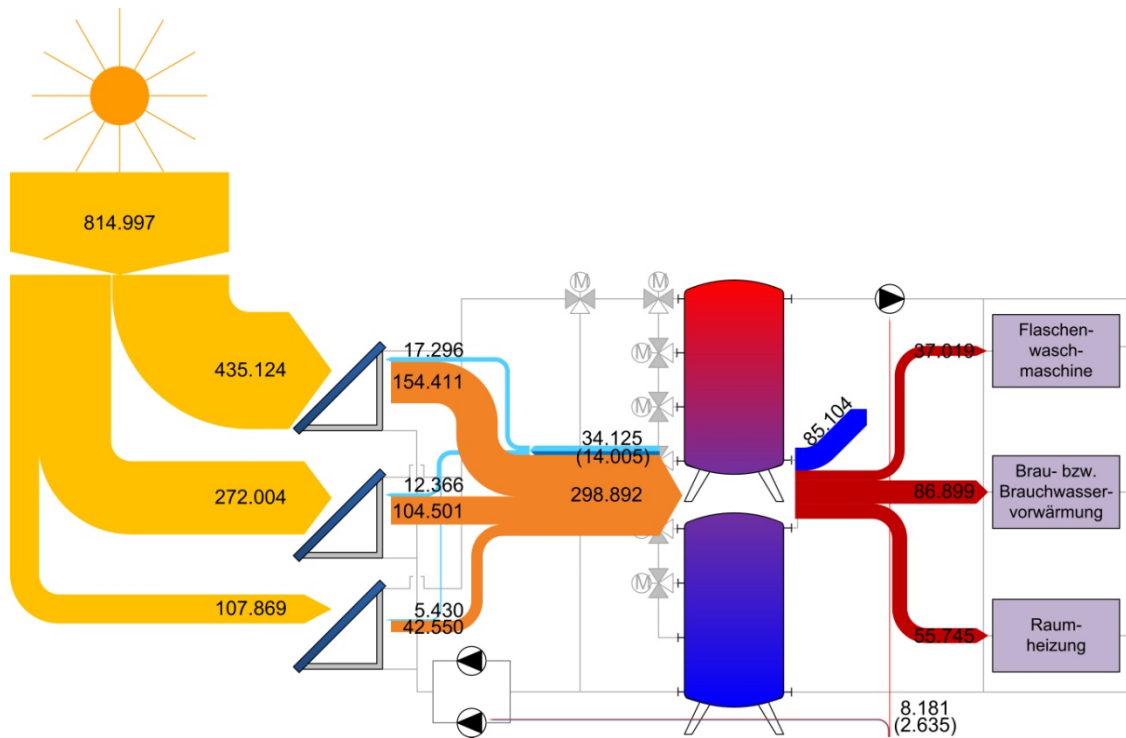 814.997
M
M
Flaschen-
wasch-
maschine
37.019
17.296
M
435.124
154.411
M
85.104
34.125
(14.005)
12.366
272.004
104.501
298.892
86.899
Brau- bzw.
Brauchwasser-
vorwärmung
M
M
107.869
5.430
42.550
55.745
Raum-
heizung
8.181
(2.635)